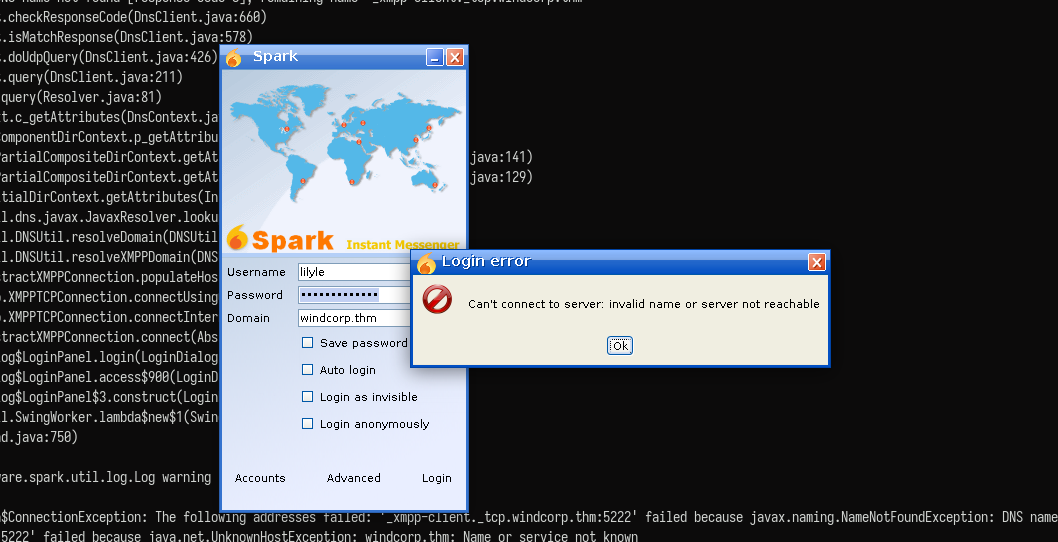 .checkResponseCode(DnsClient.java:660)
.isMatchResponse(DnsClient.java:578)
.doUdpQuery(DnsClient.java:426)
.query(DnsClient.java:211)
query(Resolver.java:81)
xt.c_getAttributes(DnsContext.ja
ComponentDirContext.p_getAttribu
PartialCompositeDirContext.getAt
java:141)
PartialCompositeDirContext.getAt
java:129)
tialDirContext.getAttributes(In
l.dns.javax.JavaxResolver.looku
l.DNSUtil.resolveDomain(DNSUtil
l.DNSUtil.resolveXMPPDomain(DNS
stractXMPPConnection.populateHos
.XMPPTCPConnection.connectUsing
.XMPPTCPConnection.connectInter
stractXMPPConnection.connect(Abs
og$LoginPanel.login(LoginDialog
og$LoginPanel.access$900(LoginD
og$LoginPanel$3.construct(Login
l.SwingWorker.lambda$new$1(Swin
d.java:750)
ware.spark.util.log.Log warning
$ConnectionException: The following addresses failed: '_xmpp-client._tcp.windcorp.thm:5222' failed because javax.naming.NameNotFoundException: DNS name
5222' failed because java.net.UnknownHostException: windcorp.thm: Name or service not known
Spark
Spark Instant Messenger
Username lilyle
Password
Domain windcorp.thm
Save password
Auto login
Login as invisible
Login anonymously
Accounts Advanced Login
Login error
Can't connect to server: invalid name or server not reachable
Ok